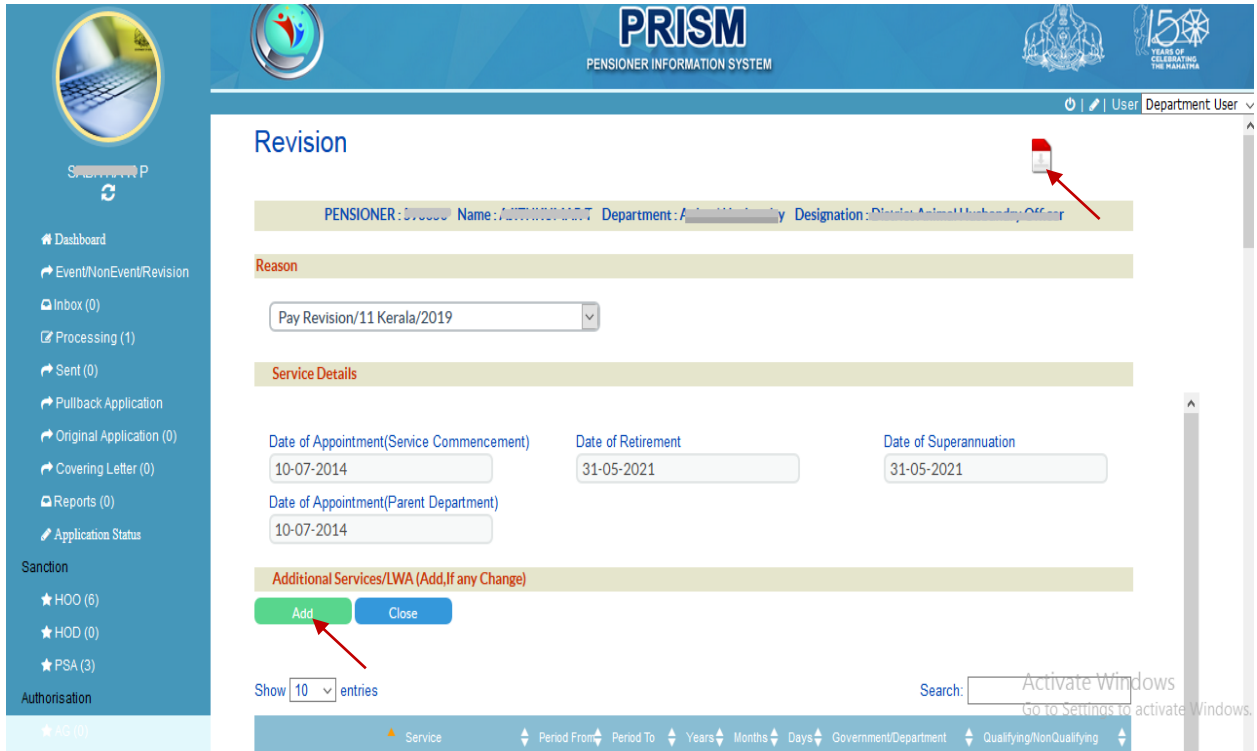 PRISM
PENSIONER INFORMATION SYSTEM
150
YEARS OF
CELEBRATING
THE MAHATMA
| | User Department User
P
Dashboard
Event/NonEvent/Revision
Inbox (0)
Processing (1)
Sent (0)
Pullback Application
Original Application (0)
Covering Letter (0)
Reports (0)
Application Status
Sanction
HOO (6)
HOD (0)
PSA (3)
Authorisation
AG (0)
Revision
PENSIONER : Name : Department : Designation :
Reason
Pay Revision/11 Kerala/2019
Service Details
Date of Appointment(Service Commencement) Date of Retirement Date of Superannuation
10-07-2014 31-05-2021 31-05-2021
Date of Appointment(Parent Department)
10-07-2014
Additional Services/LWA (Add,If any Change)
Add Close
Show 10 entries Search:
Activate Windows
Go to Settings to activate Windows.
Service Period From Period To Years Months Days Government/Department Qualifying/NonQualifying